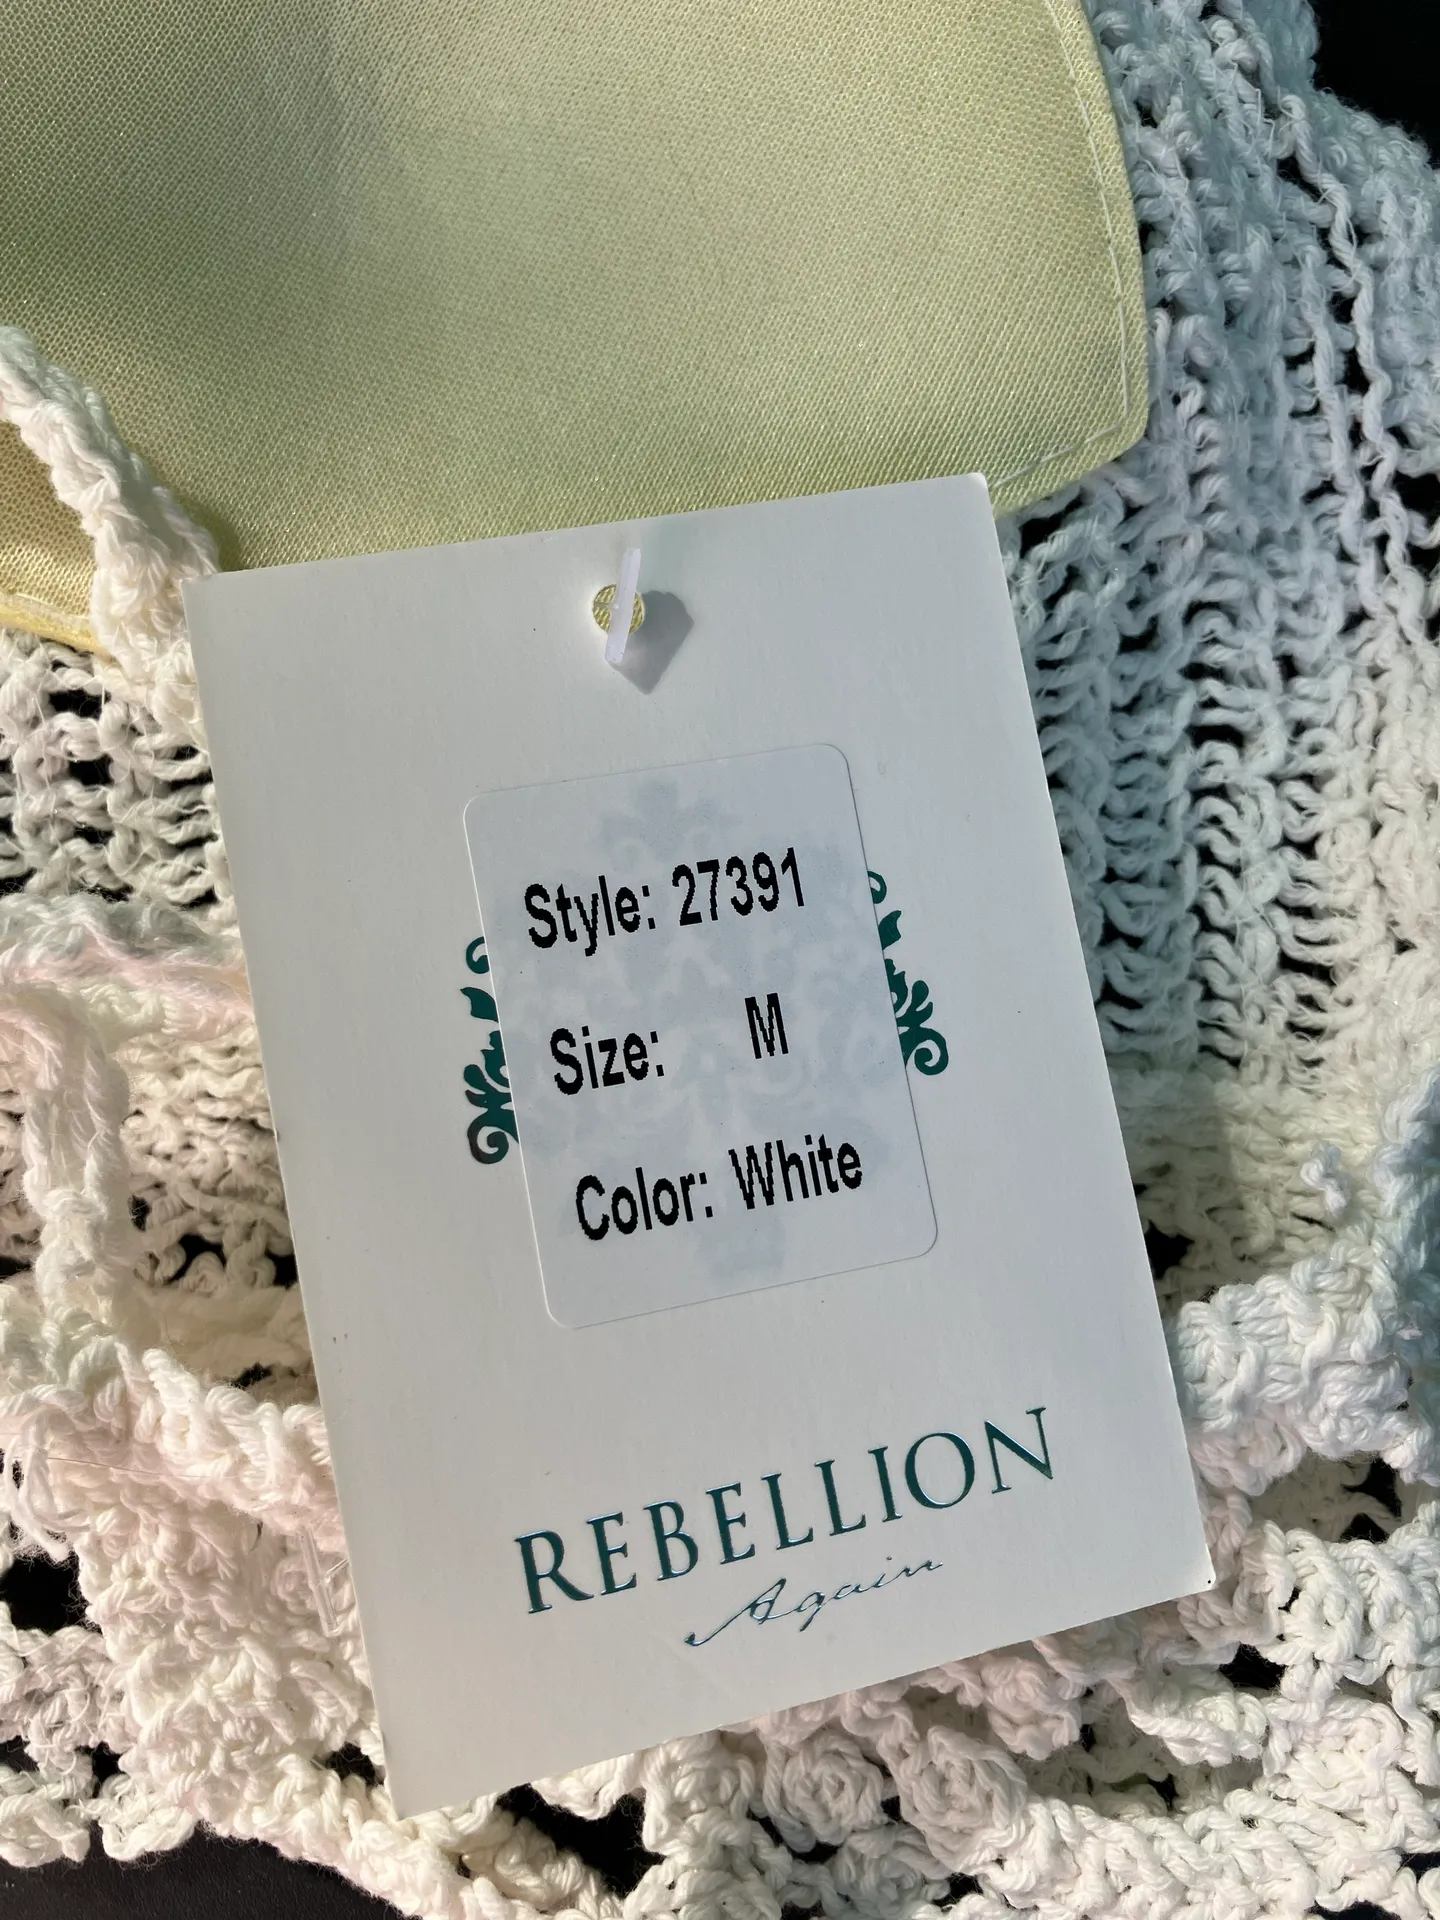 Style: 27391
Size: M
Color: White
REBELLION
Again